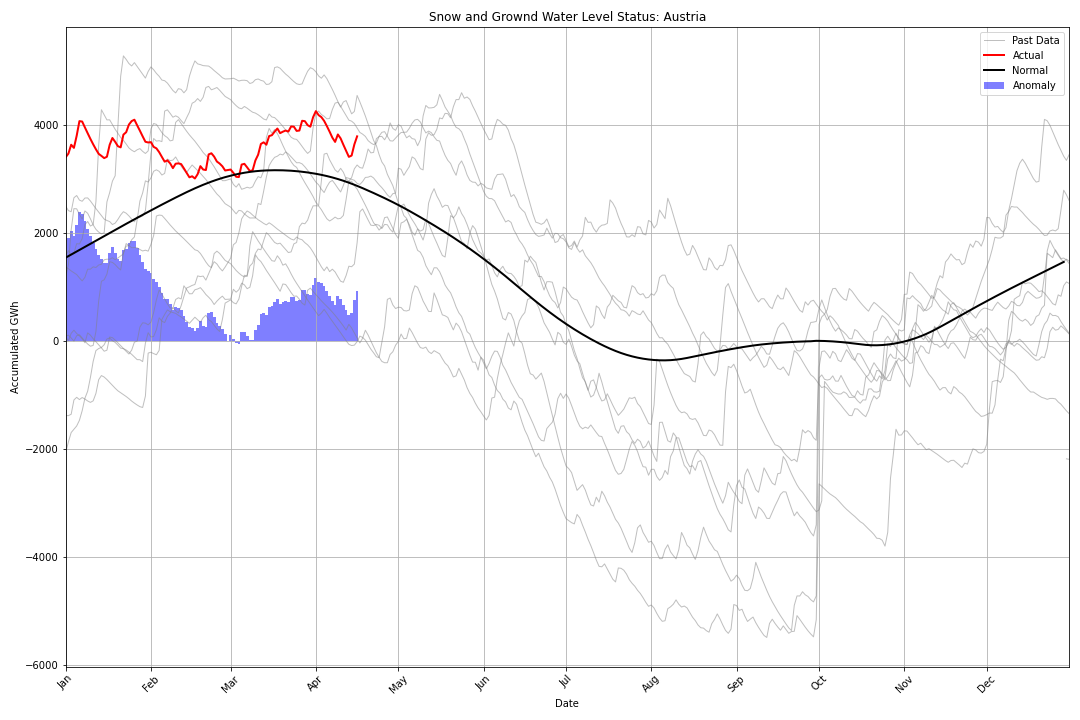 Snow and Grownd Water Level Status: Austria
Past Data
Actual
Normal
Anomaly
Accumulated GWh
4000
2000
0
−2000
−4000
−6000
Jan
Feb
Mar
Apr
May
Jun
Jul
Aug
Sep
Oct
Nov
Dec
Date